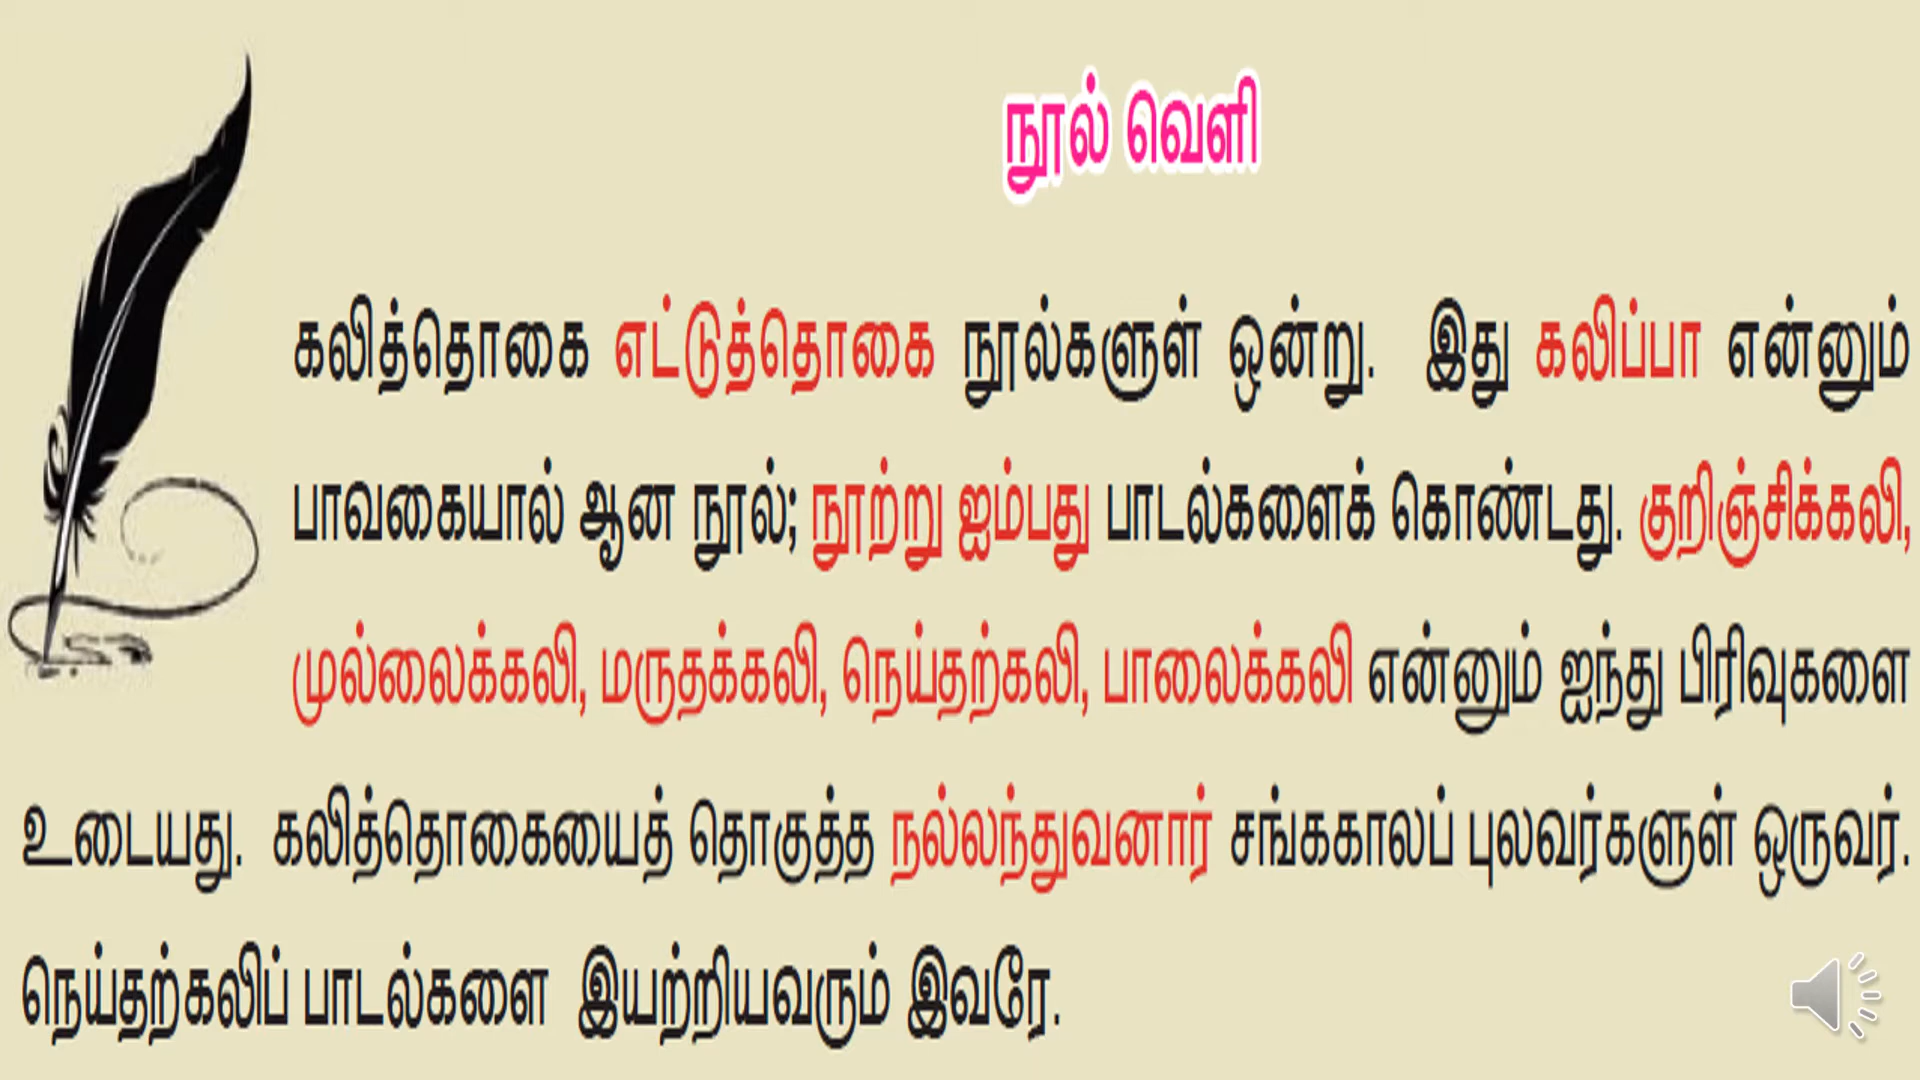 நூல் வெளி
கலித்தொகை எட்டுத்தொகை நூல்களுள் ஒன்று. இது கலிப்பா என்னும்
பாவகையால் ஆன நூல்; நூற்று ஐம்பது பாடல்களைக் கொண்டது. குறிஞ்சிக்கலி,
முல்லைக்கலி, மருதக்கலி, நெய்தற்கலி, பாலைக்கலி என்னும் ஐந்து பிரிவுகளை
உடையது. கலித்தொகையைத் தொகுத்த நல்லந்துவனார் சங்ககாலப் புலவர்களுள் ஒருவர்.
நெய்தற்கலிப் பாடல்களை இயற்றியவரும் இவரே.